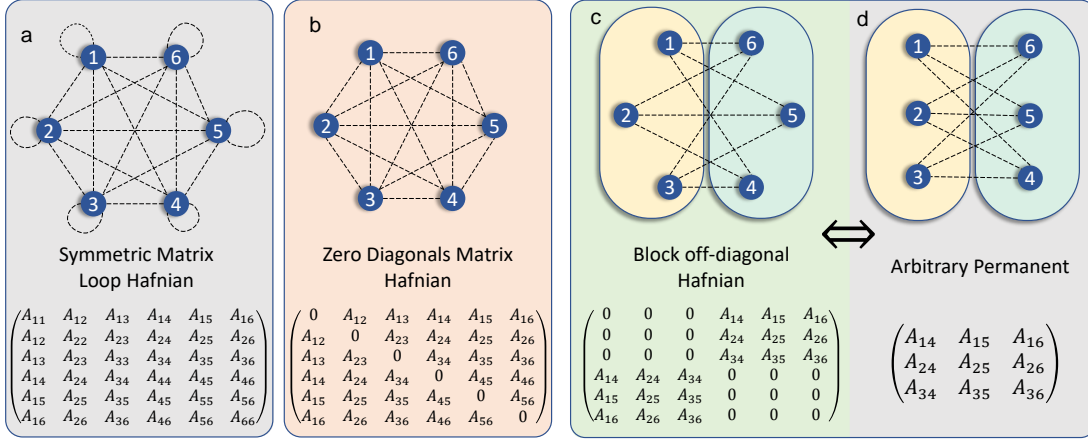 a
1 6
2 5
3 4
Symmetric Matrix
Loop Hafnian
A₁₁ A₁₂ A₁₃ A₁₄ A₁₅ A₁₆
A₁₂ A₂₂ A₂₃ A₂₄ A₂₅ A₂₆
A₁₃ A₂₃ A₃₃ A₃₄ A₃₅ A₃₆
A₁₄ A₂₄ A₃₄ A₄₄ A₄₅ A₄₆
A₁₅ A₂₅ A₃₅ A₄₅ A₅₅ A₅₆
A₁₆ A₂₆ A₃₆ A₄₆ A₅₆ A₆₆
b
1 6
2 5
3 4
Zero Diagonals Matrix
Hafnian
0 A₁₂ A₁₃ A₁₄ A₁₅ A₁₆
A₁₂ 0 A₂₃ A₂₄ A₂₅ A₂₆
A₁₃ A₂₃ 0 A₃₄ A₃₅ A₃₆
A₁₄ A₂₄ A₃₄ 0 A₄₅ A₄₆
A₁₅ A₂₅ A₃₅ A₄₅ 0 A₅₆
A₁₆ A₂₆ A₃₆ A₄₆ A₅₆ 0
c
1 6
2 5
3 4
Block off-diagonal
Hafnian
0 0 0 A₁₄ A₁₅ A₁₆
0 0 0 A₂₄ A₂₅ A₂₆
0 0 0 A₃₄ A₃₅ A₃₆
A₁₄ A₂₄ A₃₄ 0 0 0
A₁₅ A₂₅ A₃₅ 0 0 0
A₁₆ A₂₆ A₃₆ 0 0 0
⇔
d
1 6
2 5
3 4
Arbitrary Permanent
A₁₄ A₁₅ A₁₆
A₂₄ A₂₅ A₂₆
A₃₄ A₃₅ A₃₆